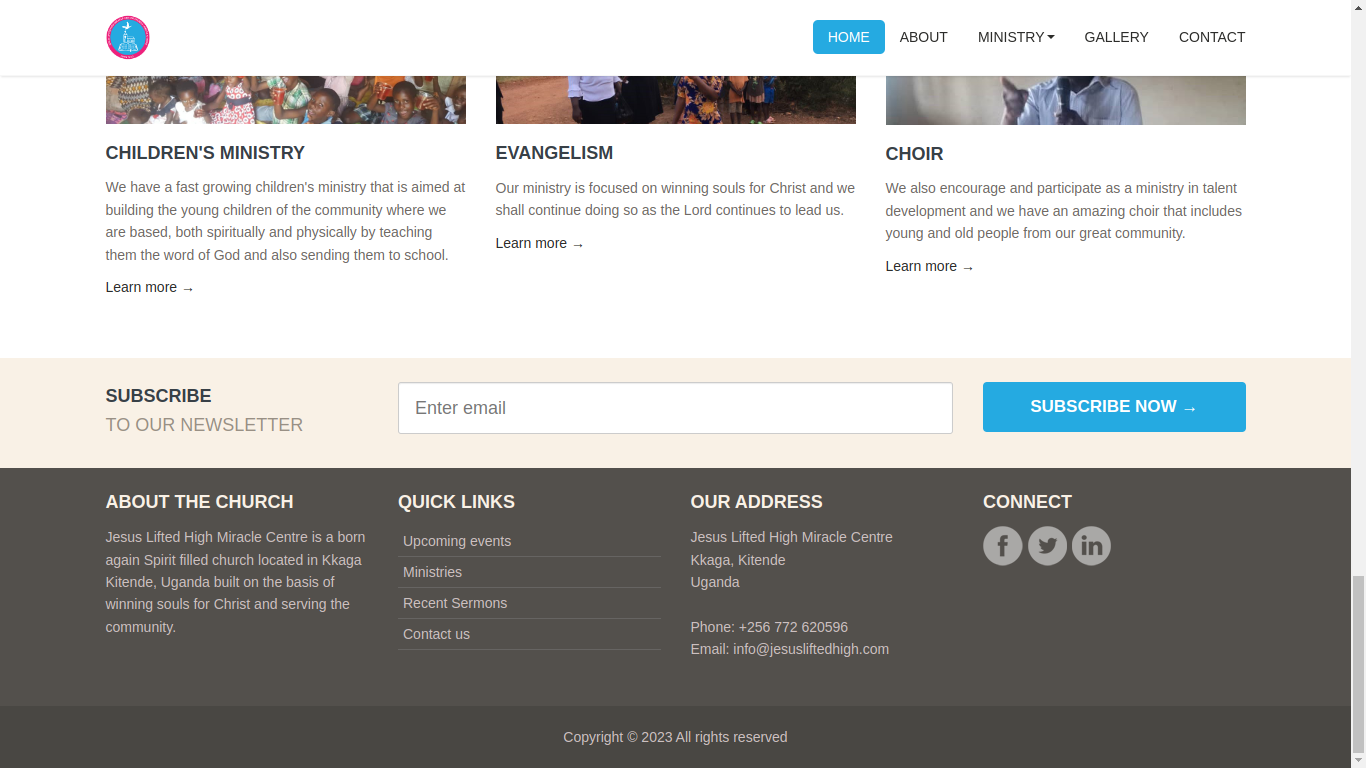 HOME
ABOUT
MINISTRY
GALLERY
CONTACT
CHILDREN'S MINISTRY
We have a fast growing children's ministry that is aimed at
building the young children of the community where we
are based, both spiritually and physically by teaching
them the word of God and also sending them to school.
Learn more →
EVANGELISM
Our ministry is focused on winning souls for Christ and we
shall continue doing so as the Lord continues to lead us.
Learn more →
CHOIR
We also encourage and participate as a ministry in talent
development and we have an amazing choir that includes
young and old people from our great community.
Learn more →
SUBSCRIBE
TO OUR NEWSLETTER
Enter email
SUBSCRIBE NOW →
ABOUT THE CHURCH
Jesus Lifted High Miracle Centre is a born
again Spirit filled church located in Kkaga
Kitende, Uganda built on the basis of
winning souls for Christ and serving the
community.
QUICK LINKS
Upcoming events
Ministries
Recent Sermons
Contact us
OUR ADDRESS
Jesus Lifted High Miracle Centre
Kkaga, Kitende
Uganda
Phone: +256 772 620596
Email: info@jesusliftedhigh.com
CONNECT
Copyright © 2023 All rights reserved